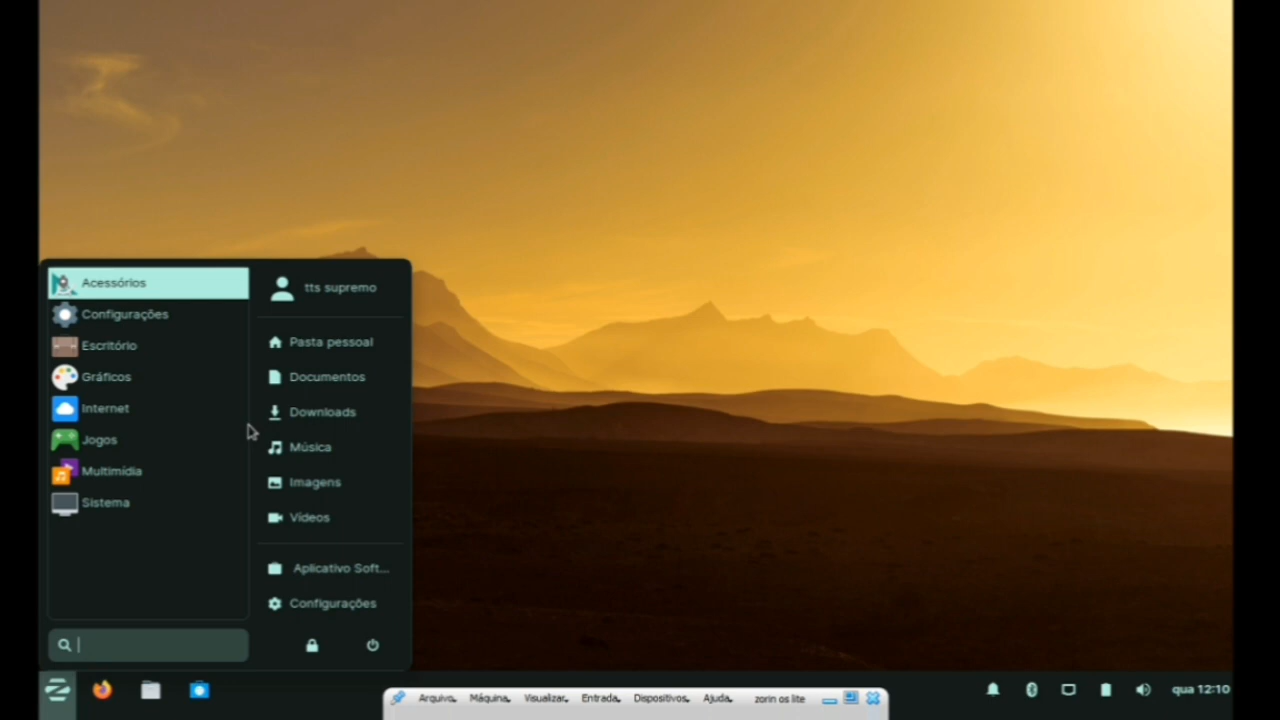 Acessórios
Configurações
Escritório
Gráficos
Internet
Jogos
Multimídia
Sistema
tts supremo
Pasta pessoal
Documentos
Downloads
Música
Imagens
Vídeos
Aplicativo Soft...
Configurações
Arquivo Máquina Visualizar Entrada Dispositivos Ajuda zorin os lite
qua 12:10